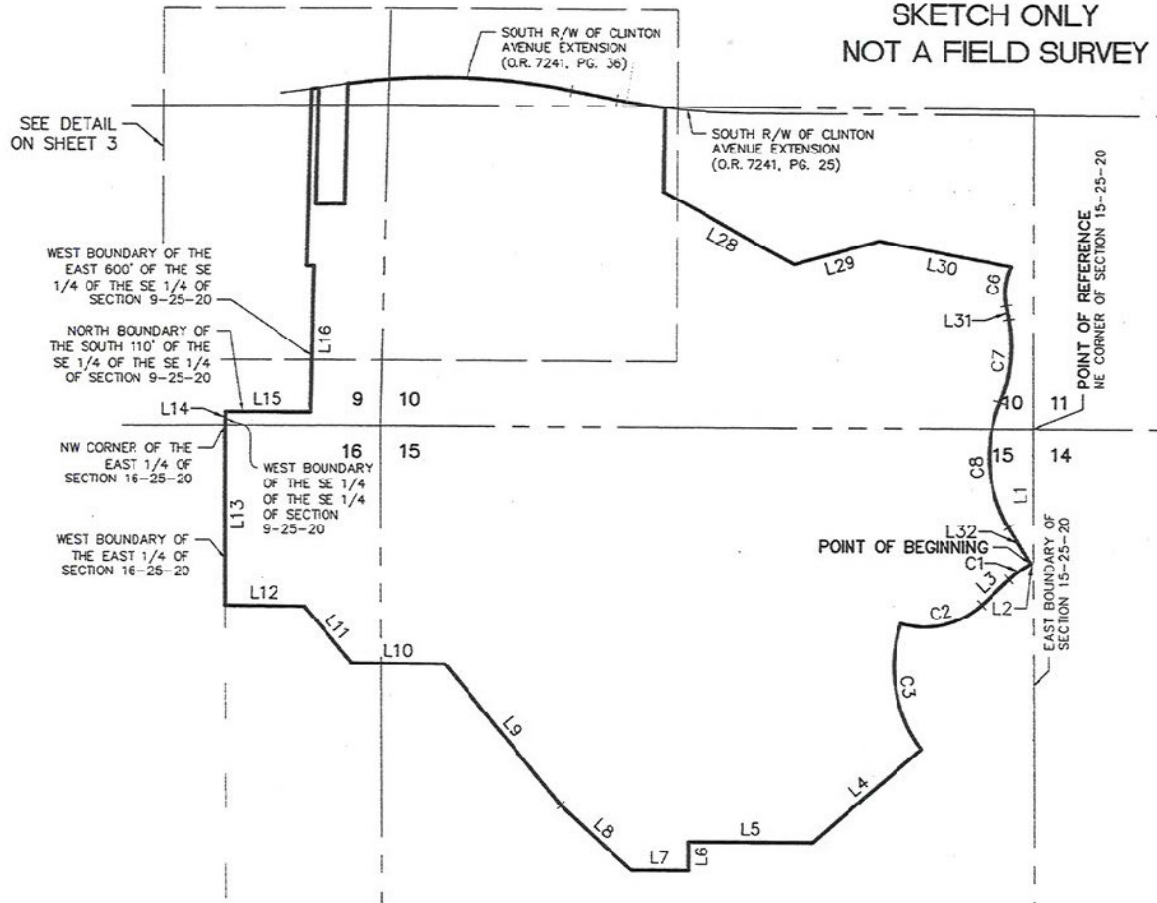 SKETCH ONLY
NOT A FIELD SURVEY
SOUTH R/W OF CLINTON
AVENUE EXTENSION
(O.R. 7241, PG. 36)
SEE DETAIL
ON SHEET 3
SOUTH R/W OF CLINTON
AVENUE EXTENSION
(O.R. 7241, PG. 25)
POINT OF REFERENCE
NE CORNER OF SECTION 15-25-20
L28
L29
L30
C6
L31
C7
WEST BOUNDARY OF THE
EAST 600' OF THE SE
1/4 OF THE SE 1/4 OF
SECTION 9-25-20
L16
NORTH BOUNDARY OF
THE SOUTH 110' OF THE
SE 1/4 OF THE SE 1/4
OF SECTION 9-25-20
L14
L15
9
10
10
11
16
15
15
14
NW CORNER OF THE
EAST 1/4 OF
SECTION 16-25-20
WEST BOUNDARY
OF THE SE 1/4
OF THE SE 1/4
OF SECTION
9-25-20
L13
C8
L1
WEST BOUNDARY OF
THE EAST 1/4 OF
SECTION 16-25-20
L32
POINT OF BEGINNING
C1
L3
L2
EAST BOUNDARY OF
SECTION 15-25-20
L12
L11
L10
C2
C3
L9
L4
L8
L7
L6
L5